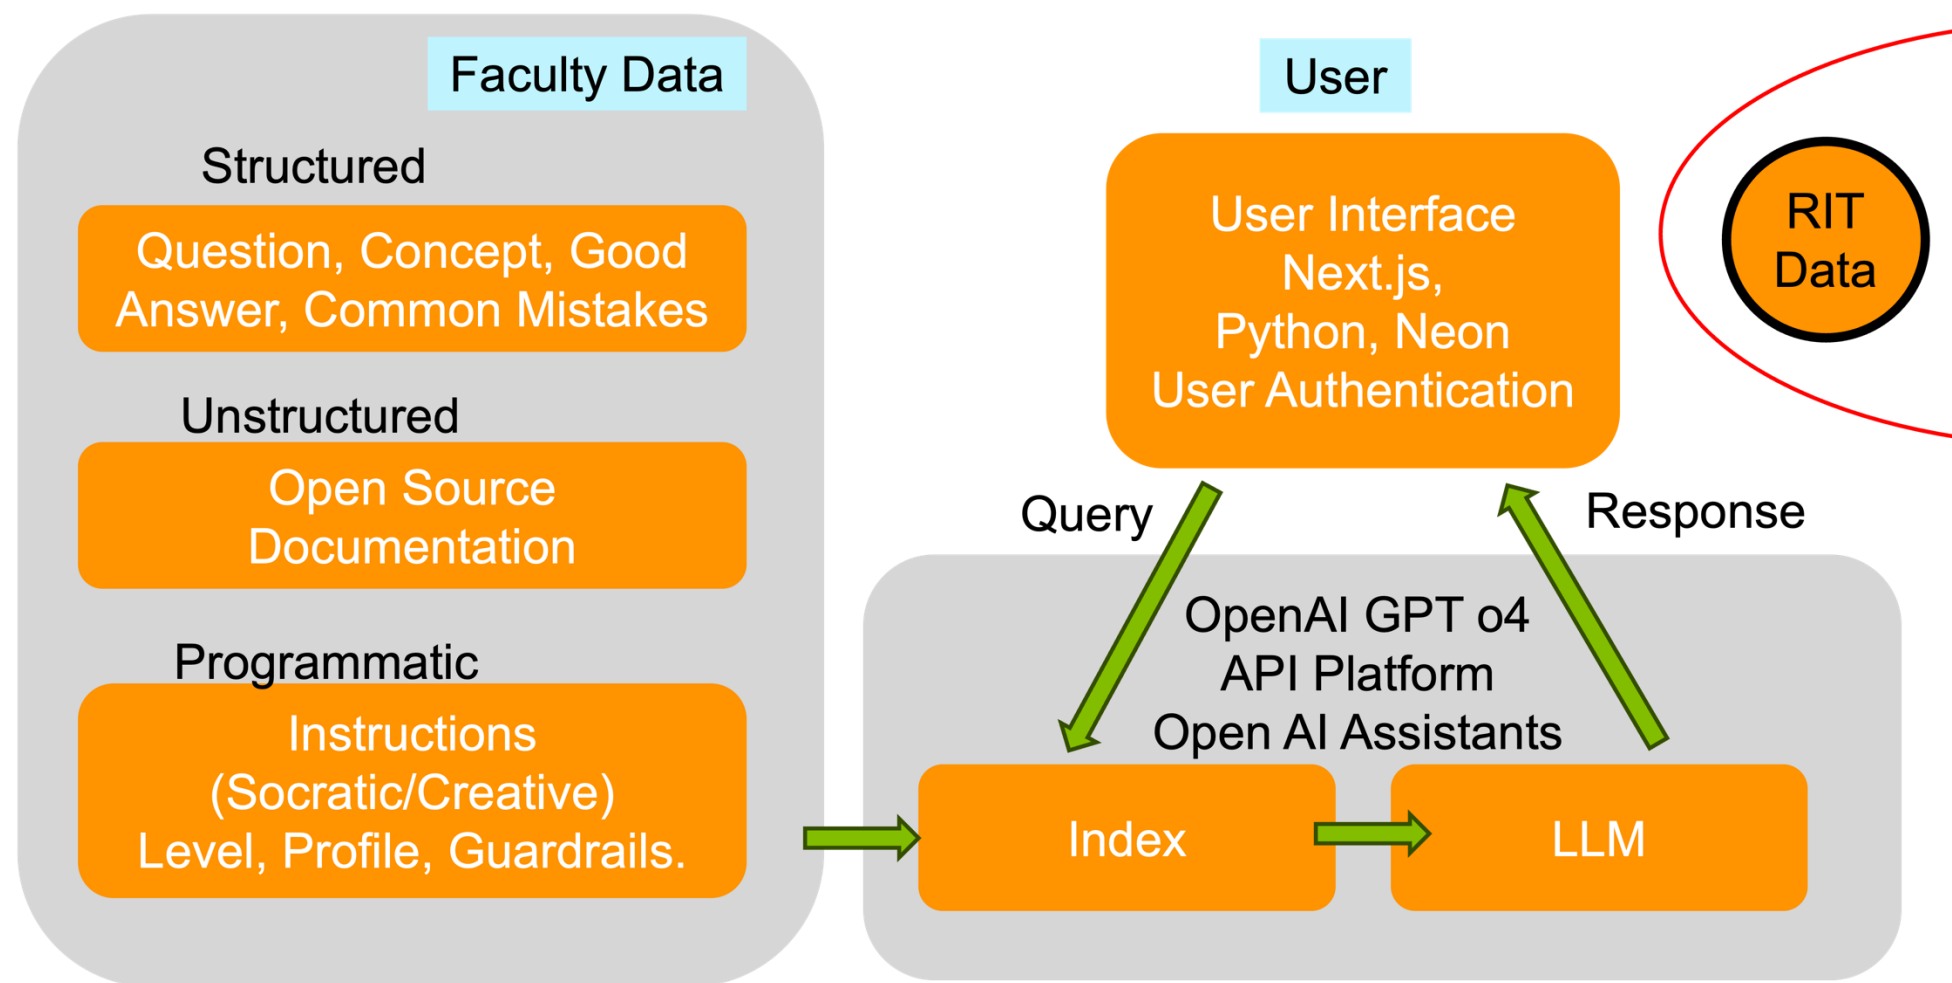 Faculty Data
Structured
Question, Concept, Good
Answer, Common Mistakes
Unstructured
Open Source
Documentation
Programmatic
Instructions
(Socratic/Creative)
Level, Profile, Guardrails.
User
User Interface
Next.js,
Python, Neon
User Authentication
RIT
Data
Query
Response
OpenAI GPT o4
API Platform
Open AI Assistants
Index
LLM